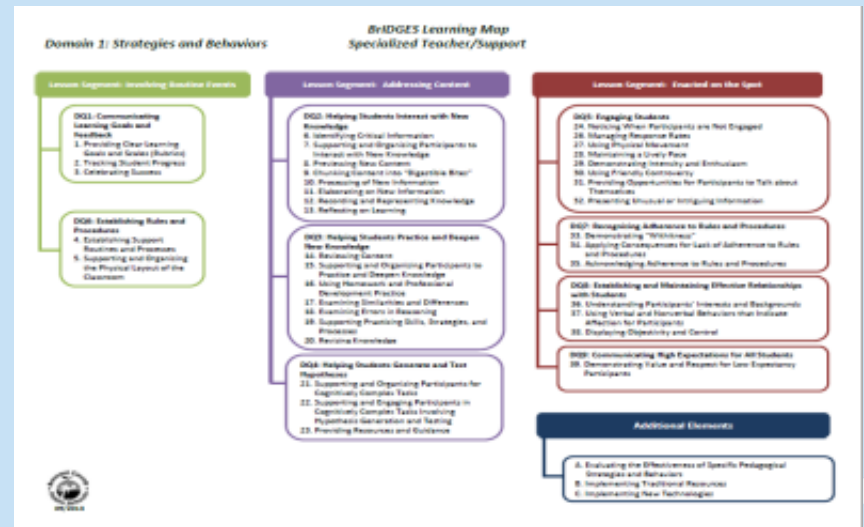 BrIDGES Learning Map
Domain 1: Strategies and Behaviors
Specialized Teacher/Support
Lesson Segment: Involving Routine Events
DQ1: Communicating
Learning Goals and
Feedback
1. Providing Clear Learning
Goals and Scales (Rubrics)
2. Tracking Student Progress
3. Celebrating Success
DQ6: Establishing Rules and
Procedures
4. Establishing Support
Routines and Processes
5. Supporting and Organizing
the Physical Layout of the
Classroom
Lesson Segment: Addressing Content
DQ2: Helping Students Interact with New
Knowledge
6. Identifying Critical Information
7. Supporting and Organizing Participants to
Interact with New Knowledge
8. Previewing New Content
9. Chunking Content into "Digestible Bites"
10. Processing of New Information
11. Elaborating on New Information
12. Recording and Representing Knowledge
13. Reflecting on Learning
DQ3: Helping Students Practice and Deepen
New Knowledge
14. Reviewing Content
15. Supporting and Organizing Participants to
Practice and Deepen Knowledge
16. Using Homework and Professional
Development Practice
17. Examining Similarities and Differences
18. Examining Errors in Reasoning
19. Supporting Practicing Skills, Strategies, and
Processes
20. Revising Knowledge
DQ4: Helping Students Generate and Test
Hypotheses
21. Supporting and Organizing Participants for
Cognitively Complex Tasks
22. Supporting and Engaging Participants in
Cognitively Complex Tasks Involving
Hypothesis Generation and Testing
23. Providing Resources and Guidance
Lesson Segment: Enacted on the Spot
DQ5: Engaging Students
24. Noticing When Participants are Not Engaged
26. Managing Response Rates
27. Using Physical Movement
28. Maintaining a Lively Pace
29. Demonstrating Intensity and Enthusiasm
30. Using Friendly Controversy
31. Providing Opportunities for Participants to Talk about
Themselves
32. Presenting Unusual or Intriguing Information
DQ7: Recognizing Adherence to Rules and Procedures
33. Demonstrating "Withitness"
34. Applying Consequences for Lack of Adherence to Rules
and Procedures
35. Acknowledging Adherence to Rules and Procedures
DQ8: Establishing and Maintaining Effective Relationships
with Students
36. Understanding Participants' Interests and Backgrounds
37. Using Verbal and Nonverbal Behaviors that Indicate
Affection for Participants
38. Displaying Objectivity and Control
DQ9: Communicating High Expectations for All Students
39. Demonstrating Value and Respect for Low Expectancy
Participants
Additional Elements
A. Evaluating the Effectiveness of Specific Pedagogical
Strategies and Behaviors
B. Implementing Traditional Resources
C. Implementing New Technologies